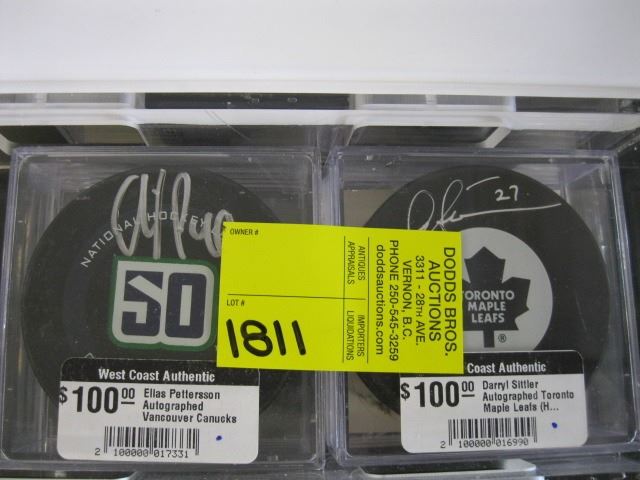 NATIONAL HOCKEY
50
27
TORONTO
MAPLE
LEAFS
®
OWNER #
LOT #
1811
ANTIQUES
APPRAISALS
IMPORTERS
LIQUIDATIONS
DODDS BROS.
AUCTIONS
3311 - 28TH AVE.
VERNON, B.C.
PHONE 250-545-3259
doddsauctions.com
West Coast Authentic
$100.00
Elias Pettersson
Autographed
Vancouver Canucks
2 100000 017331
West Coast Authentic
$100.00
Darryl Sittler
Autographed Toronto
Maple Leafs (H...
2 100000 016990